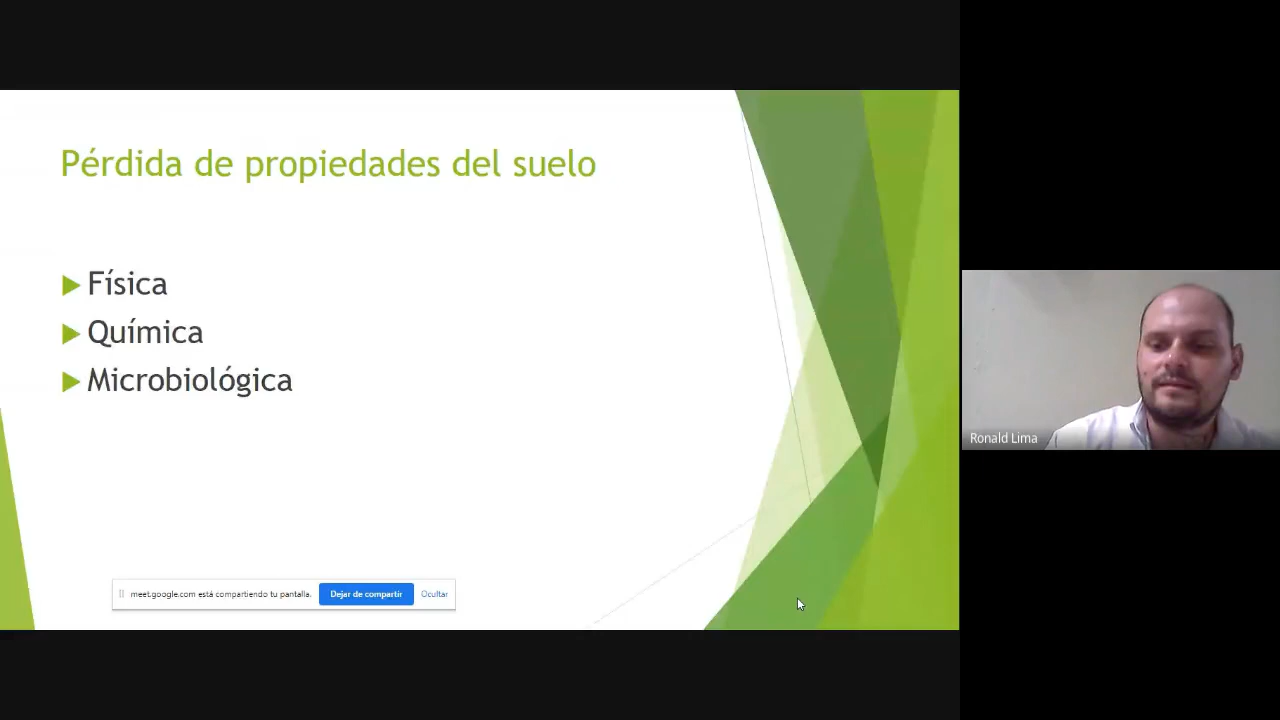 Pérdida de propiedades del suelo
Física
Química
Microbiológica
meet.google.com está compartiendo tu pantalla.
Dejar de compartir
Ocultar
Ronald Lima